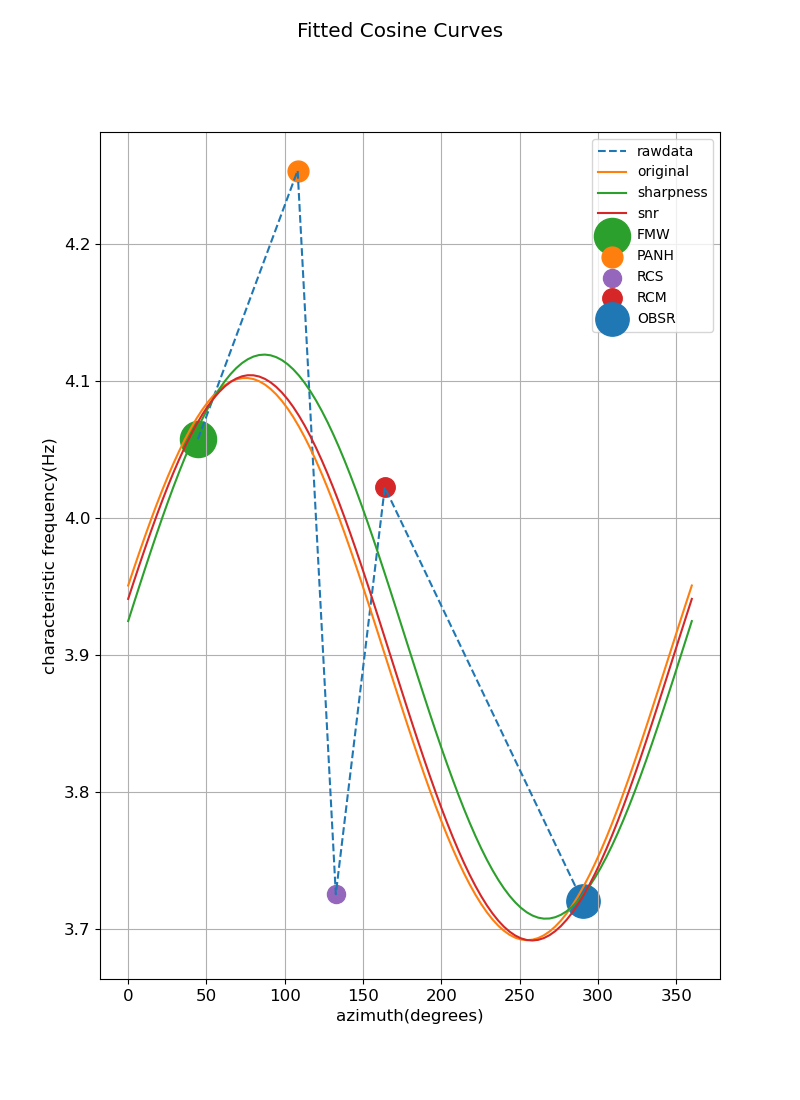 Fitted Cosine Curves
rawdata
original
sharpness
snr
FMW
PANH
RCS
RCM
OBSR
4.2
4.1
4.0
3.9
3.8
3.7
characteristic frequency(Hz)
0 50 100 150 200 250 300 350
azimuth(degrees)